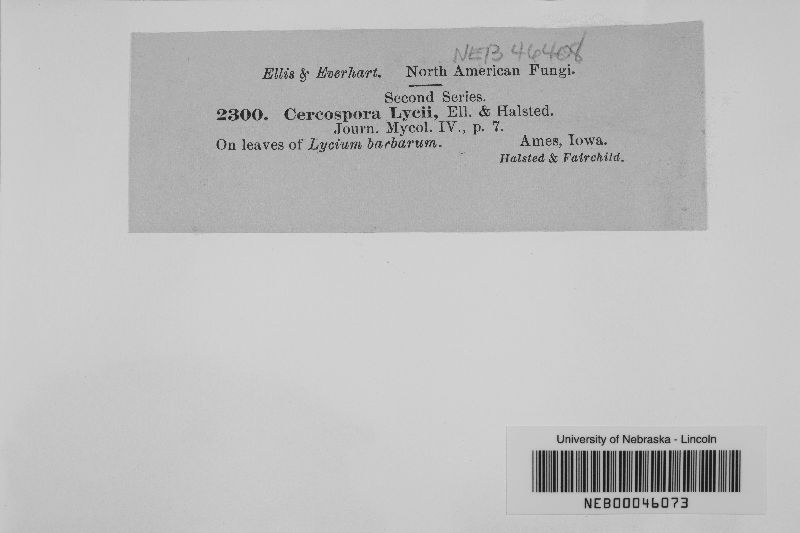 NEB 46408
Ellis & Everhart. North American Fungi.
Second Series.
2300. Cercospora Lycii, Ell. & Halsted.
Journ. Mycol. IV., p. 7.
On leaves of Lycium barbarum. Ames, Iowa.
Halsted & Fairchild.
University of Nebraska - Lincoln
NEB00046073